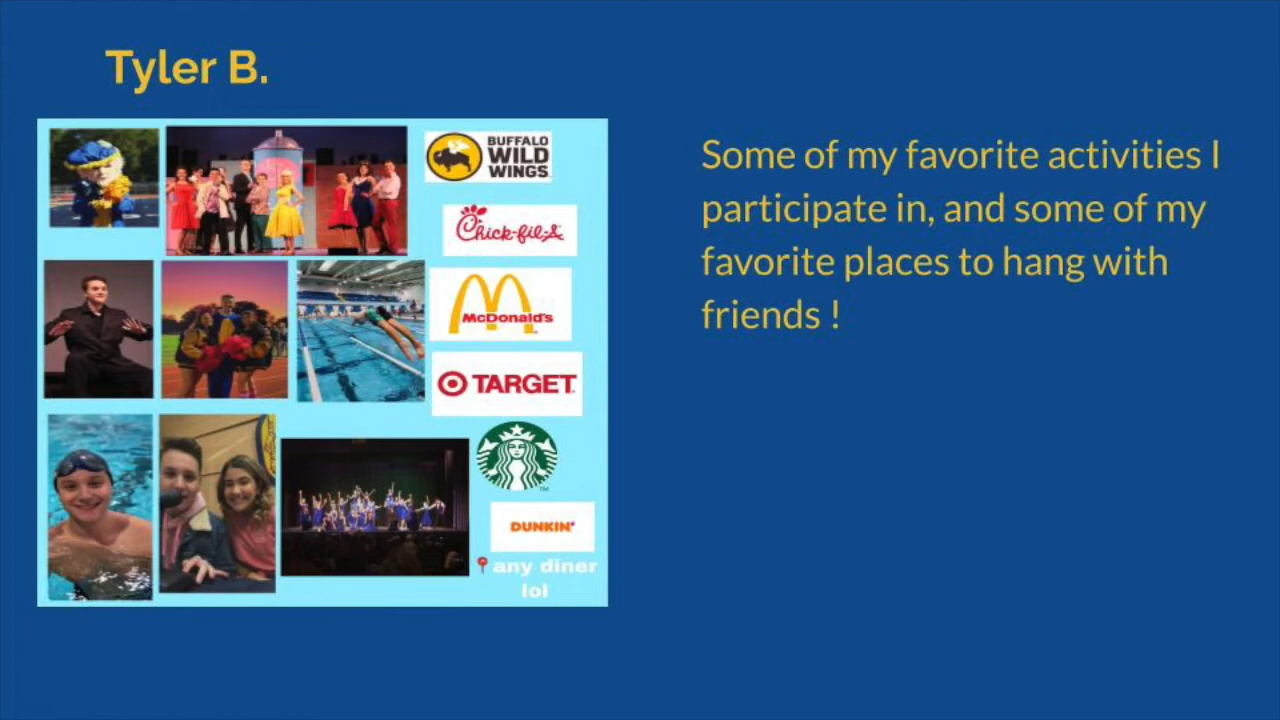 Tyler B.
BUFFALO
WILD
WINGS
Chick-fil-A
McDonald's
TARGET
DUNKIN'
any diner
lol
Some of my favorite activities I
participate in, and some of my
favorite places to hang with
friends !